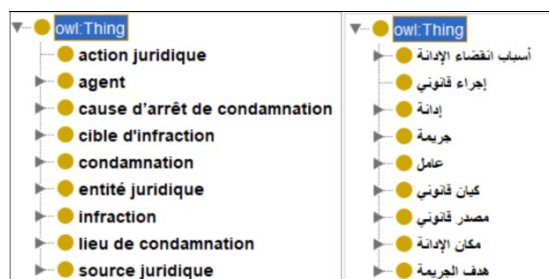 owl:Thing
action juridique
agent
cause d'arrêt de condamnation
cible d'infraction
condamnation
entité juridique
infraction
lieu de condamnation
source juridique
owl:Thing
أسباب انقضاء الإدانة
إجراء قانوني
إدانة
جريمة
عامل
كيان قانوني
مصدر قانوني
مكان الإدانة
هدف الجريمة